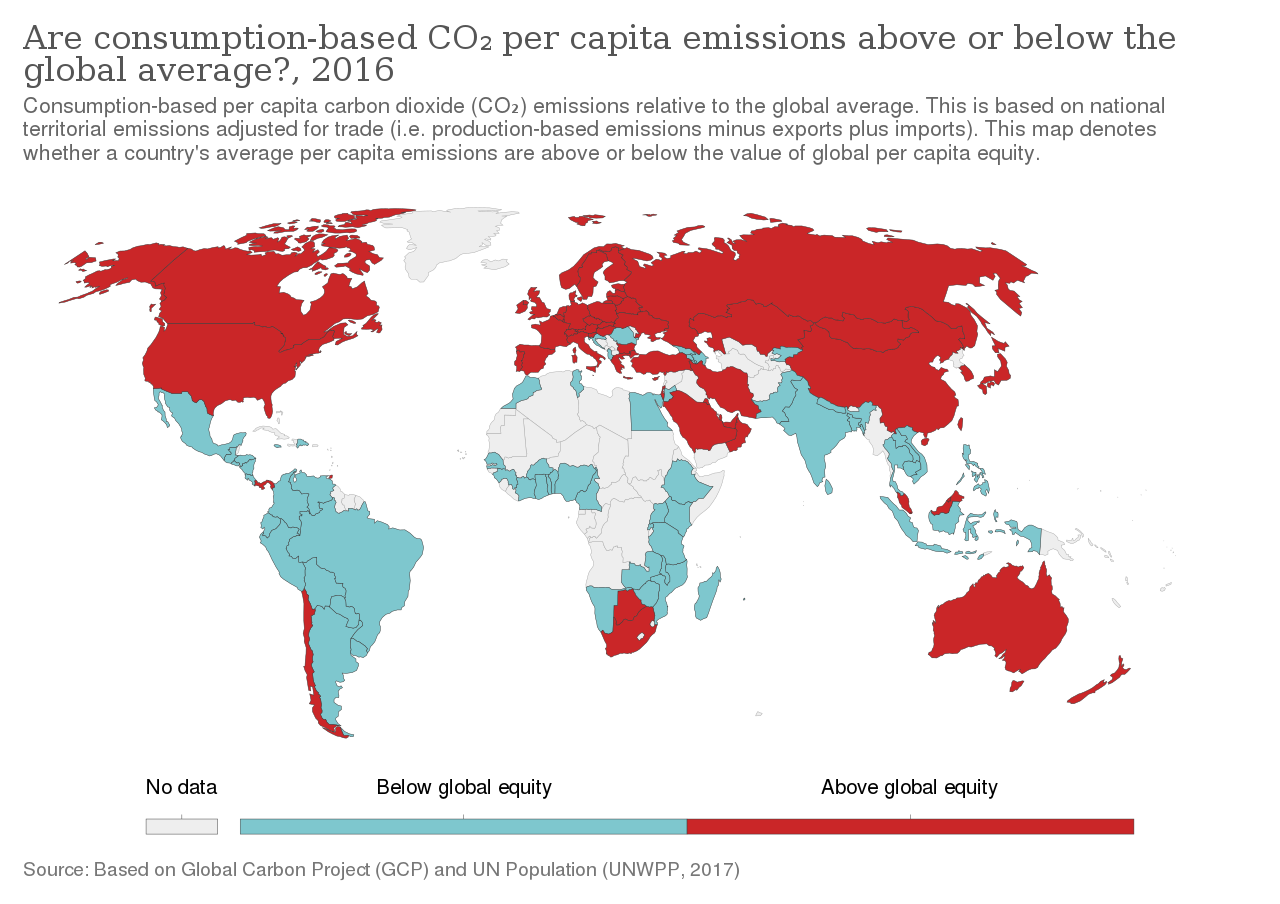 Are consumption-based CO₂ per capita emissions above or below the
global average?, 2016
Consumption-based per capita carbon dioxide (CO₂) emissions relative to the global average. This is based on national
territorial emissions adjusted for trade (i.e. production-based emissions minus exports plus imports). This map denotes
whether a country's average per capita emissions are above or below the value of global per capita equity.
No data
Below global equity
Above global equity
Source: Based on Global Carbon Project (GCP) and UN Population (UNWPP, 2017)